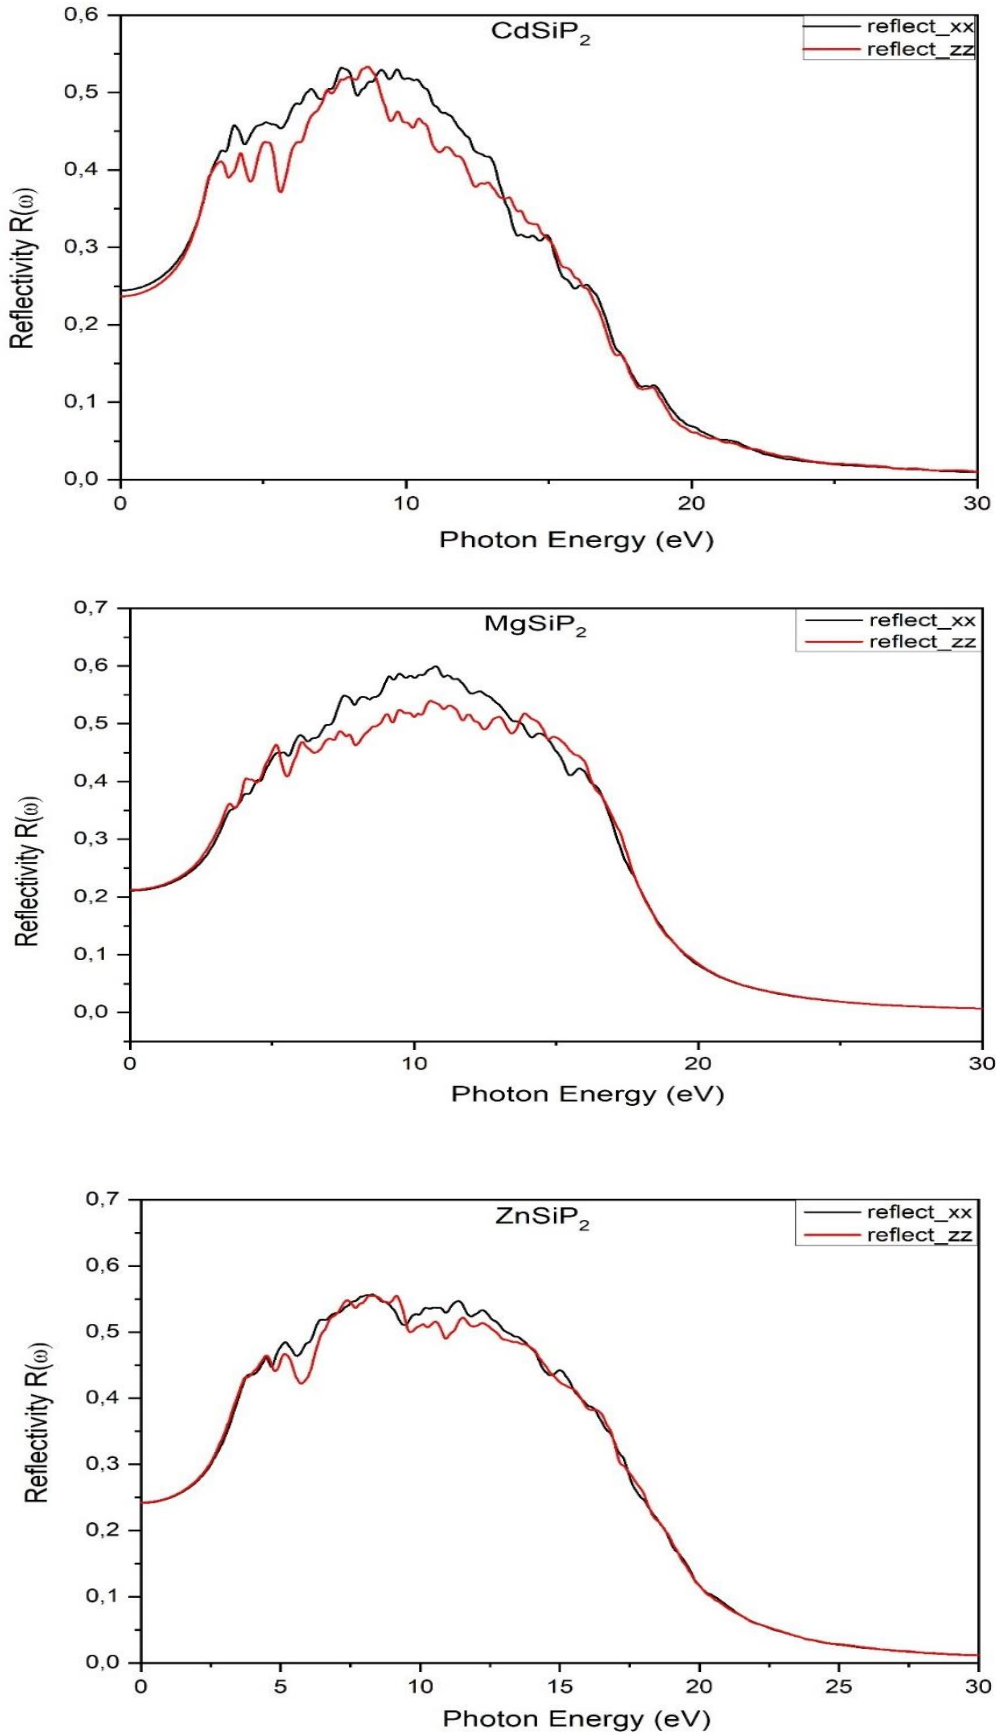 CdSiP₂
reflect_xx
reflect_zz
0,6
0,5
0,4
0,3
0,2
0,1
0,0
Reflectivity R(ω)
0 10 20 30
Photon Energy (eV)
MgSiP₂
reflect_xx
reflect_zz
0,7
0,6
0,5
0,4
0,3
0,2
0,1
0,0
Reflectivity R(ω)
0 10 20 30
Photon Energy (eV)
ZnSiP₂
reflect_xx
reflect_zz
0,7
0,6
0,5
0,4
0,3
0,2
0,1
0,0
Reflectivity R(ω)
0 5 10 15 20 25 30
Photon Energy (eV)